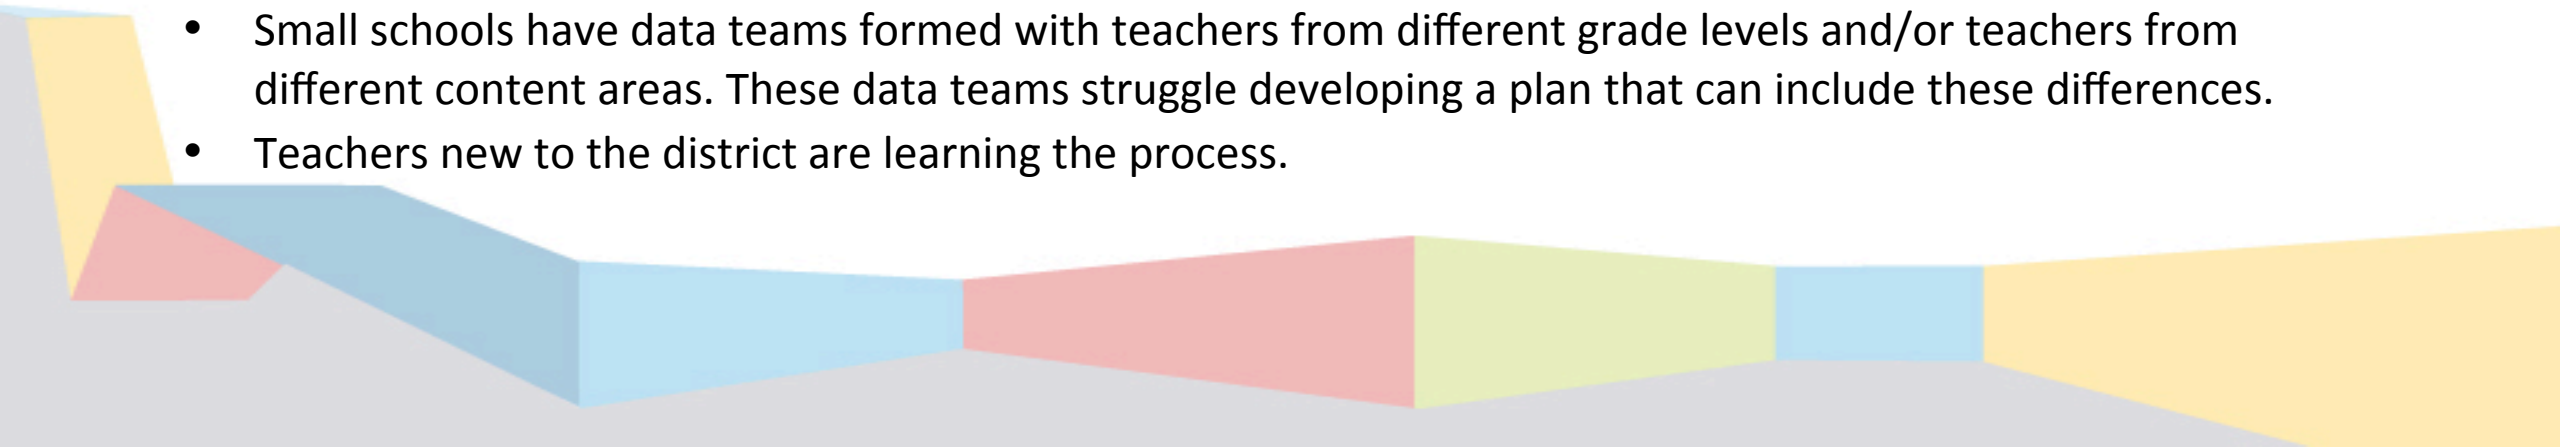 • Small schools have data teams formed with teachers from different grade levels and/or teachers from
different content areas. These data teams struggle developing a plan that can include these differences.
• Teachers new to the district are learning the process.